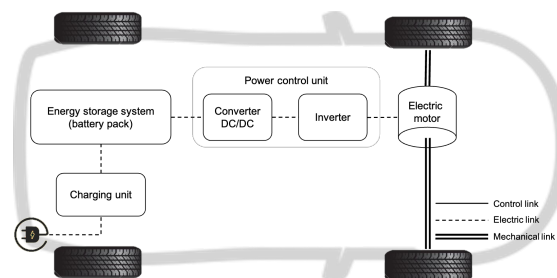 Power control unit
Energy storage system
(battery pack)
Converter
DC/DC
Inverter
Electric
motor
Charging unit
Control link
Electric link
Mechanical link